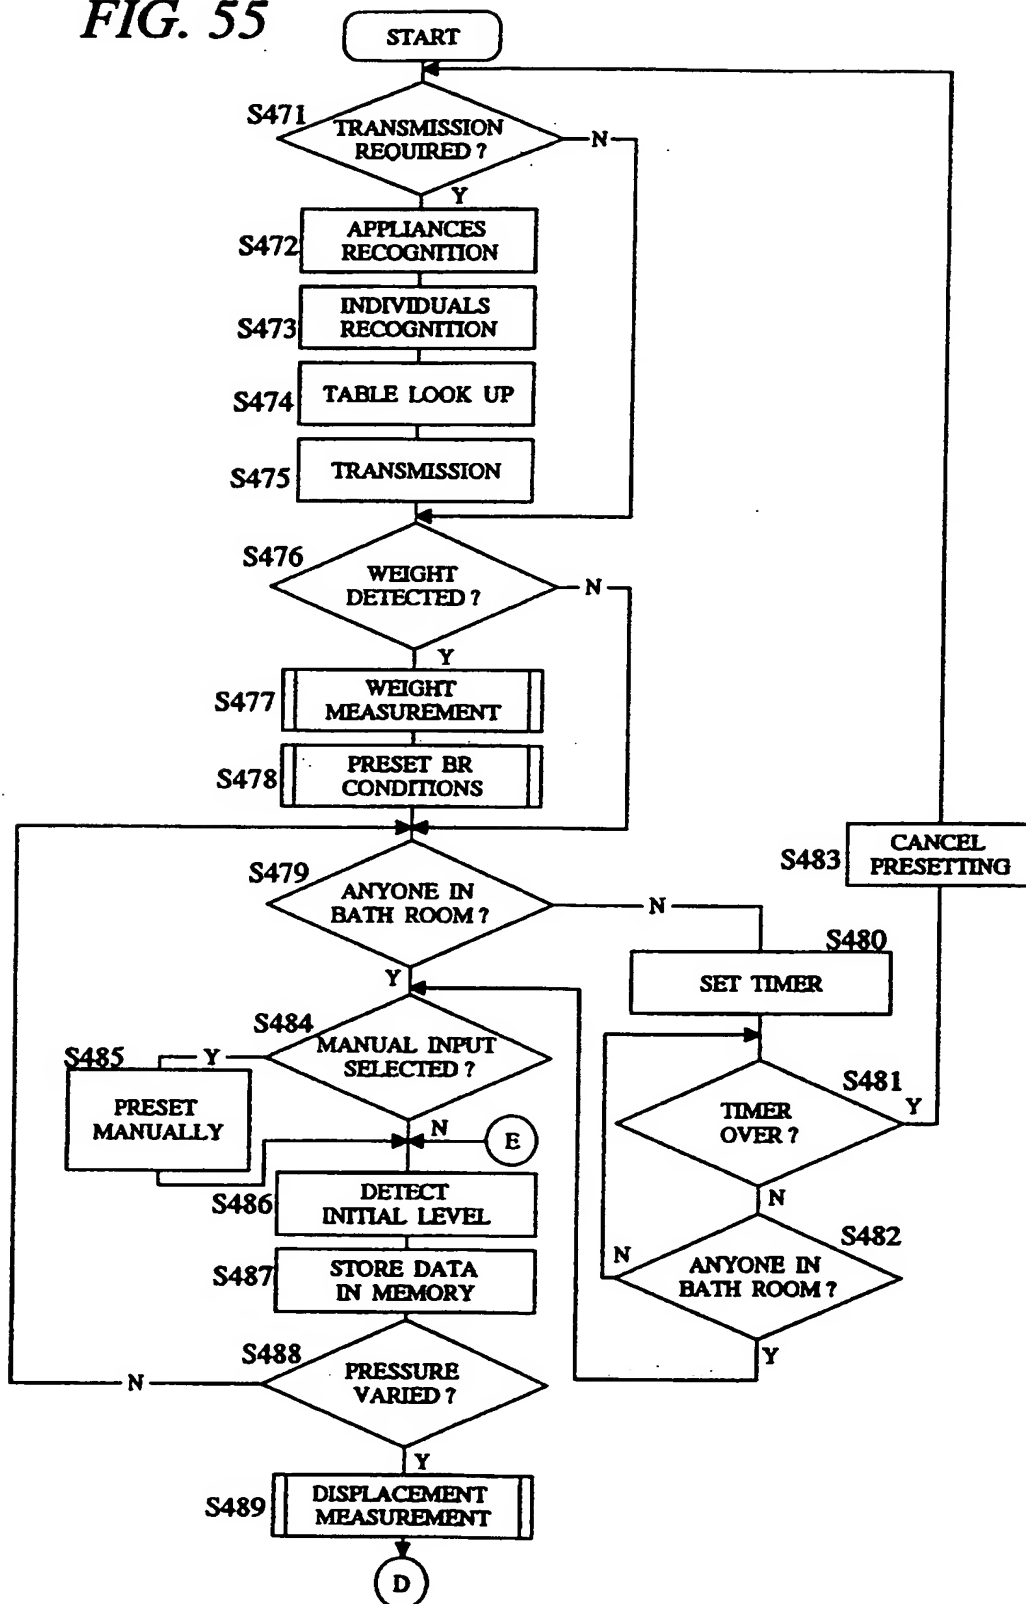 FIG. 55
START
S471
TRANSMISSION
REQUIRED ?
N
Y
S472
APPLIANCES
RECOGNITION
S473
INDIVIDUALS
RECOGNITION
S474
TABLE LOOK UP
S475
TRANSMISSION
S476
WEIGHT
DETECTED ?
N
Y
S477
WEIGHT
MEASUREMENT
S478
PRESET BR
CONDITIONS
S479
ANYONE IN
BATH ROOM ?
N
Y
S480
SET TIMER
S481
TIMER
OVER ?
Y
N
S482
ANYONE IN
BATH ROOM ?
N
Y
S483
CANCEL
PRESETTING
S484
MANUAL INPUT
SELECTED ?
Y
N
S485
PRESET
MANUALLY
E
S486
DETECT
INITIAL LEVEL
S487
STORE DATA
IN MEMORY
S488
PRESSURE
VARIED ?
N
Y
S489
DISPLACEMENT
MEASUREMENT
D